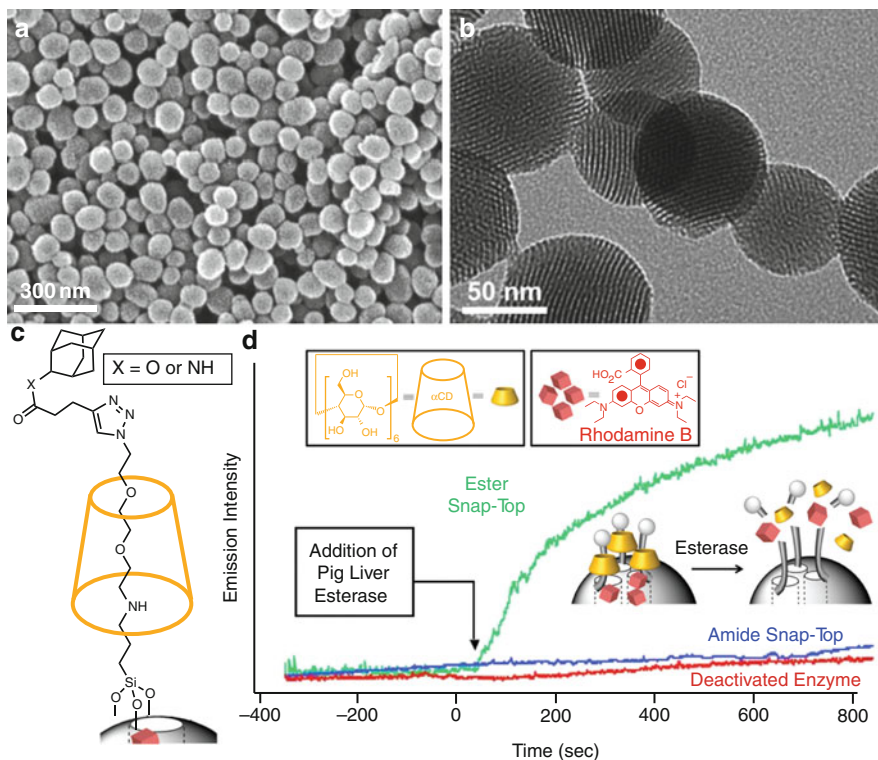 a
300 nm
b
50 nm
c
X = O or NH
X
O
N
N
N
O
O
NH
Si
O
O
O
d
HO
O
OH
HO
O
6
αCD
HO₂C
Cl⁻
N
O
N⁺
Rhodamine B
Emission Intensity
Ester
Snap-Top
Addition of
Pig Liver
Esterase
Esterase
Amide Snap-Top
Deactivated Enzyme
−400
−200
0
200
400
600
800
Time (sec)